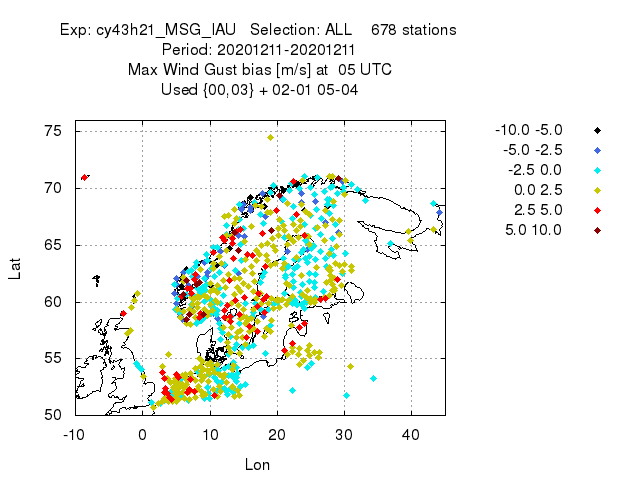 Exp: cy43h21_MSG_IAU Selection: ALL 678 stations
Period: 20201211-20201211
Max Wind Gust bias [m/s] at 05 UTC
Used {00,03} + 02-01 05-04
-10.0 -5.0
-5.0 -2.5
-2.5 0.0
0.0 2.5
2.5 5.0
5.0 10.0
75
70
65
60
55
50
Lat
-10 0 10 20 30 40
Lon